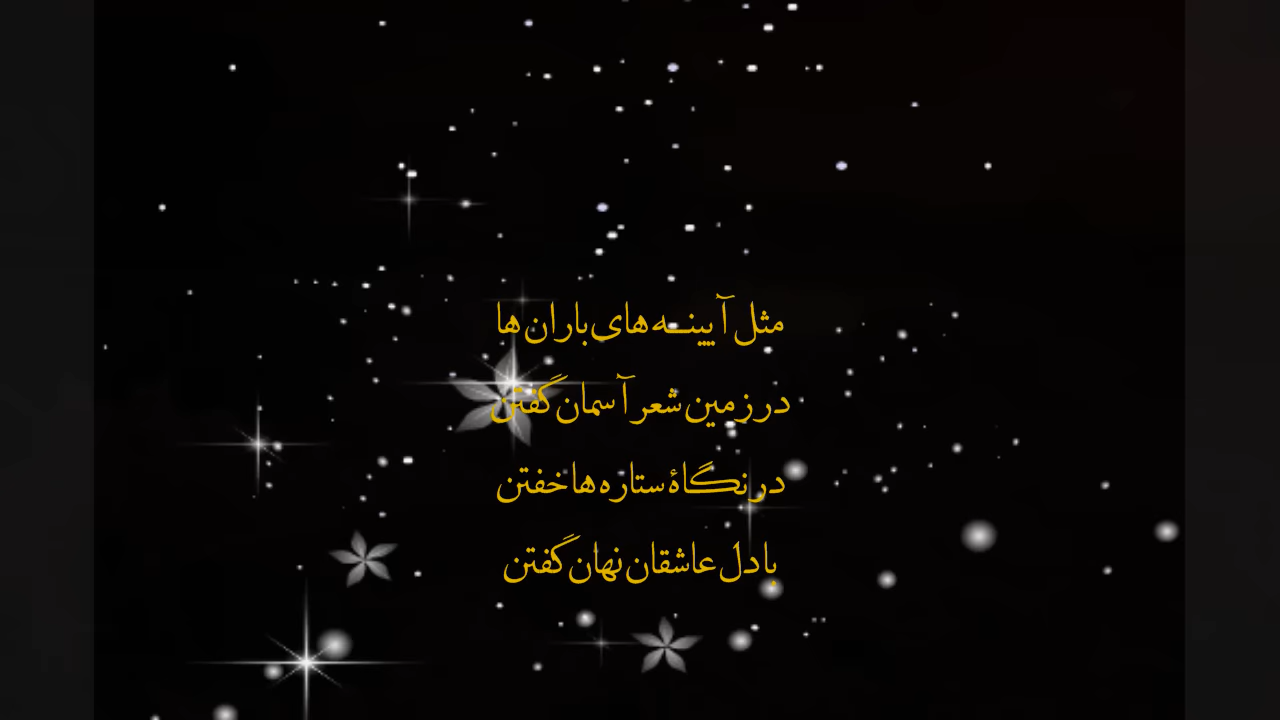 مثل آیینه های باران ها
در زمین شعر آسمان گفتن
در نگاهٔ ستاره ها خفتن
با دل عاشقان نهان گفتن